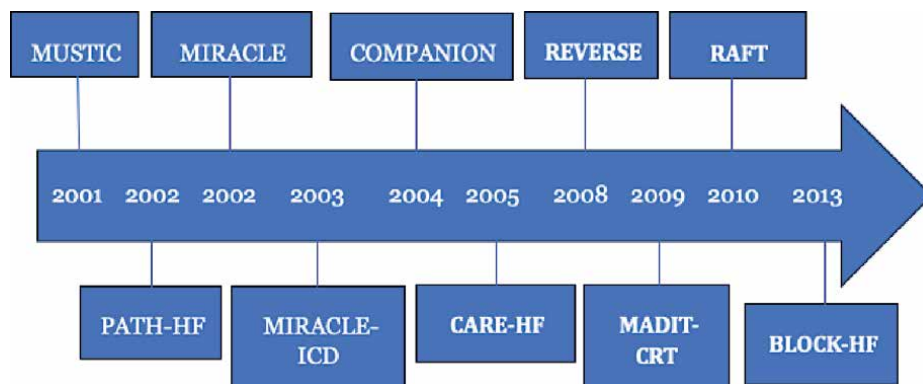 MUSTIC
MIRACLE
COMPANION
REVERSE
RAFT
2001
2002
2002
2003
2004
2005
2008
2009
2010
2013
PATH-HF
MIRACLE-
ICD
CARE-HF
MADIT-
CRT
BLOCK-HF